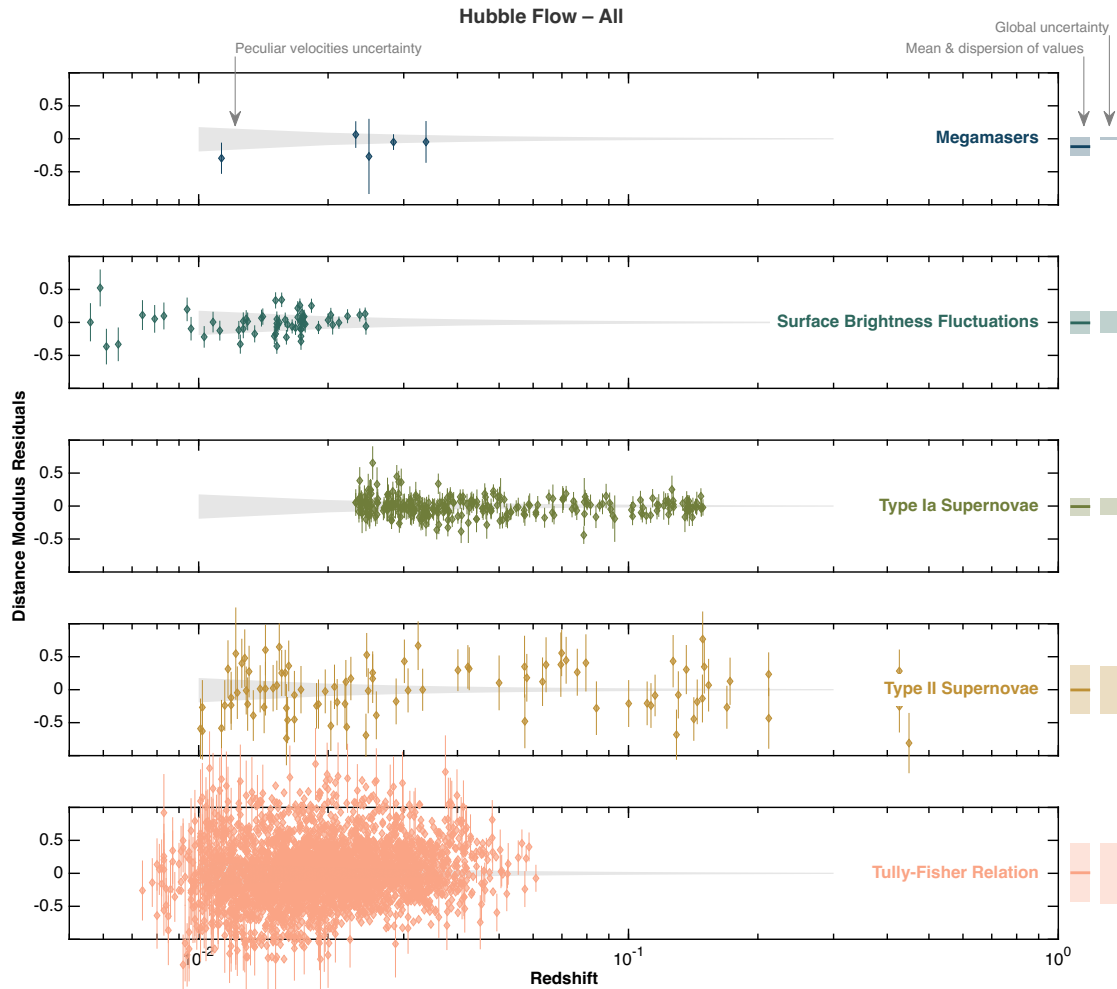 Hubble Flow – All
Global uncertainty
Peculiar velocities uncertainty
Mean & dispersion of values
0.5
0
-0.5
Megamasers
0.5
0
-0.5
Surface Brightness Fluctuations
Distance Modulus Residuals
0.5
0
-0.5
Type Ia Supernovae
0.5
0
-0.5
Type II Supernovae
0.5
0
-0.5
Tully-Fisher Relation
10⁻²
10⁻¹
10⁰
Redshift